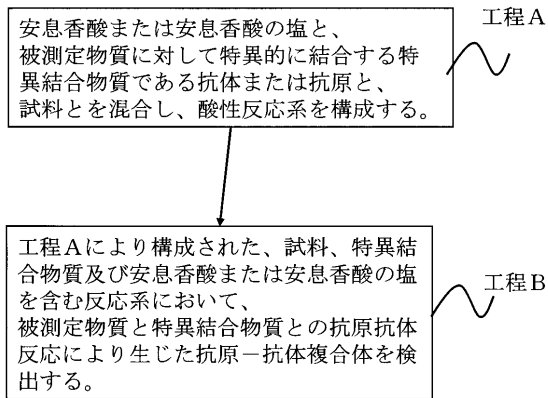 安息香酸または安息香酸の塩と、
被測定物質に対して特異的に結合する特
異結合物質である抗体または抗原と、
試料とを混合し、酸性反応系を構成する。
工程A
工程Aにより構成された、試料、特異結
合物質及び安息香酸または安息香酸の塩
を含む反応系において、
被測定物質と特異結合物質との抗原抗体
反応により生じた抗原－抗体複合体を検
出する。
工程B